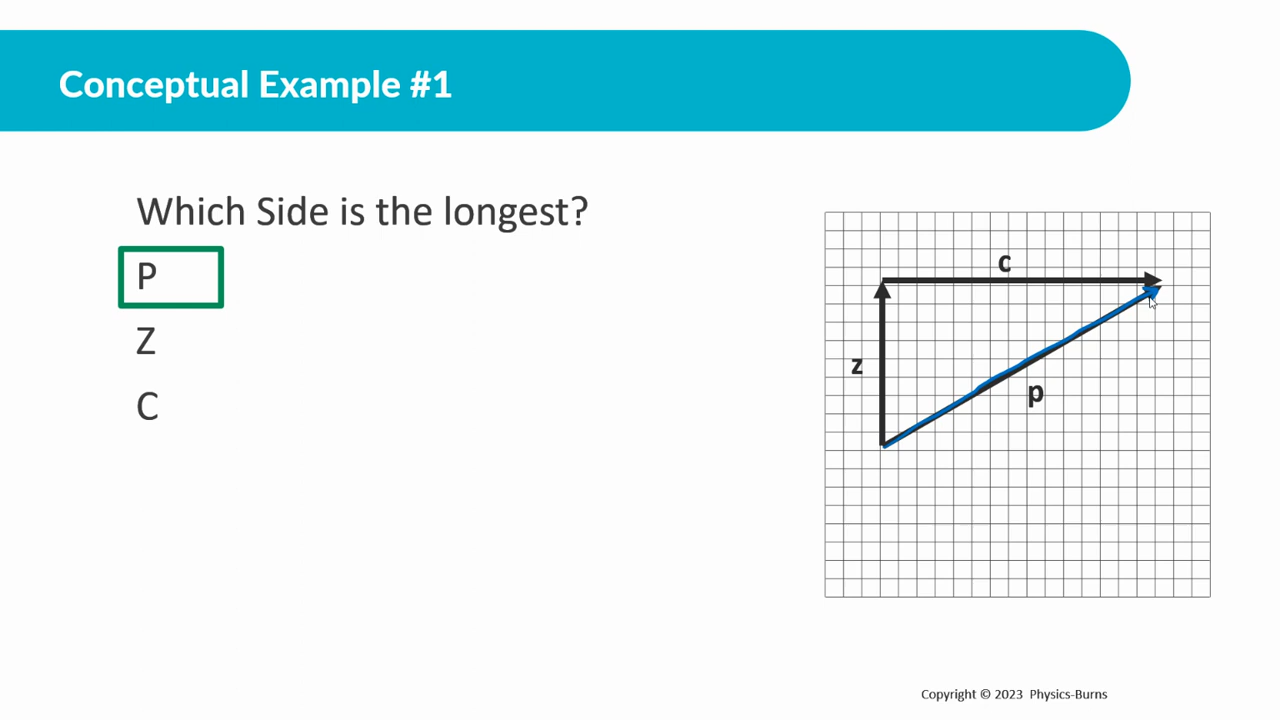 Conceptual Example #1
Which Side is the longest?
P
Z
C
c
z
p
Copyright © 2023 Physics-Burns